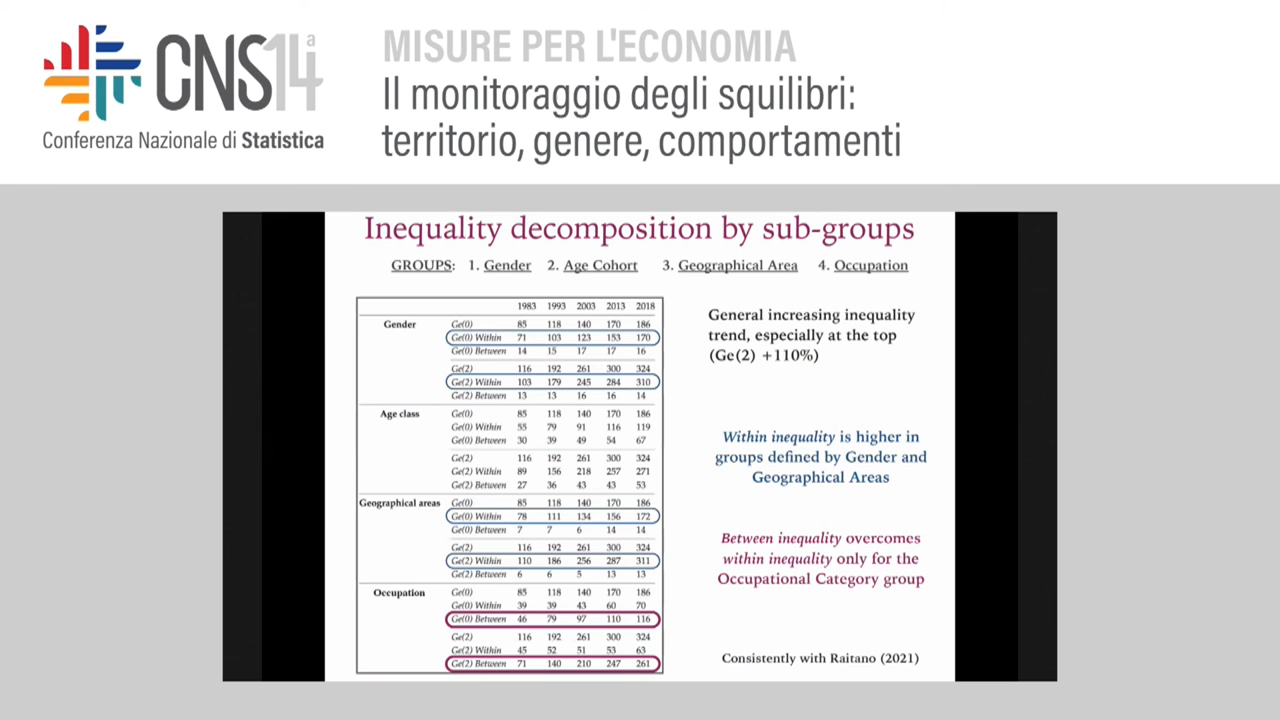 CNS14ª
Conferenza Nazionale di Statistica
MISURE PER L'ECONOMIA
Il monitoraggio degli squilibri:
territorio, genere, comportamenti
Inequality decomposition by sub-groups
GROUPS: 1. Gender 2. Age Cohort 3. Geographical Area 4. Occupation
1983 1993 2003 2013 2018
Gender Ge(0) 85 118 140 170 186
Ge(0) Within 71 103 123 153 170
Ge(0) Between 14 15 17 17 16
Ge(2) 116 192 261 300 324
Ge(2) Within 103 179 245 284 310
Ge(2) Between 13 13 16 16 14
Age class Ge(0) 85 118 140 170 186
Ge(0) Within 55 79 91 116 119
Ge(0) Between 30 39 49 54 67
Ge(2) 116 192 261 300 324
Ge(2) Within 89 156 218 257 271
Ge(2) Between 27 36 43 43 53
Geographical areas Ge(0) 85 118 140 170 186
Ge(0) Within 78 111 134 156 172
Ge(0) Between 7 7 6 14 14
Ge(2) 116 192 261 300 324
Ge(2) Within 110 186 256 287 311
Ge(2) Between 6 6 5 13 13
Occupation Ge(0) 85 118 140 170 186
Ge(0) Within 39 39 43 60 70
Ge(0) Between 46 79 97 110 116
Ge(2) 116 192 261 300 324
Ge(2) Within 45 52 51 53 63
Ge(2) Between 71 140 210 247 261
General increasing inequality
trend, especially at the top
(Ge(2) +110%)
Within inequality is higher in
groups defined by Gender and
Geographical Areas
Between inequality overcomes
within inequality only for the
Occupational Category group
Consistently with Raitano (2021)